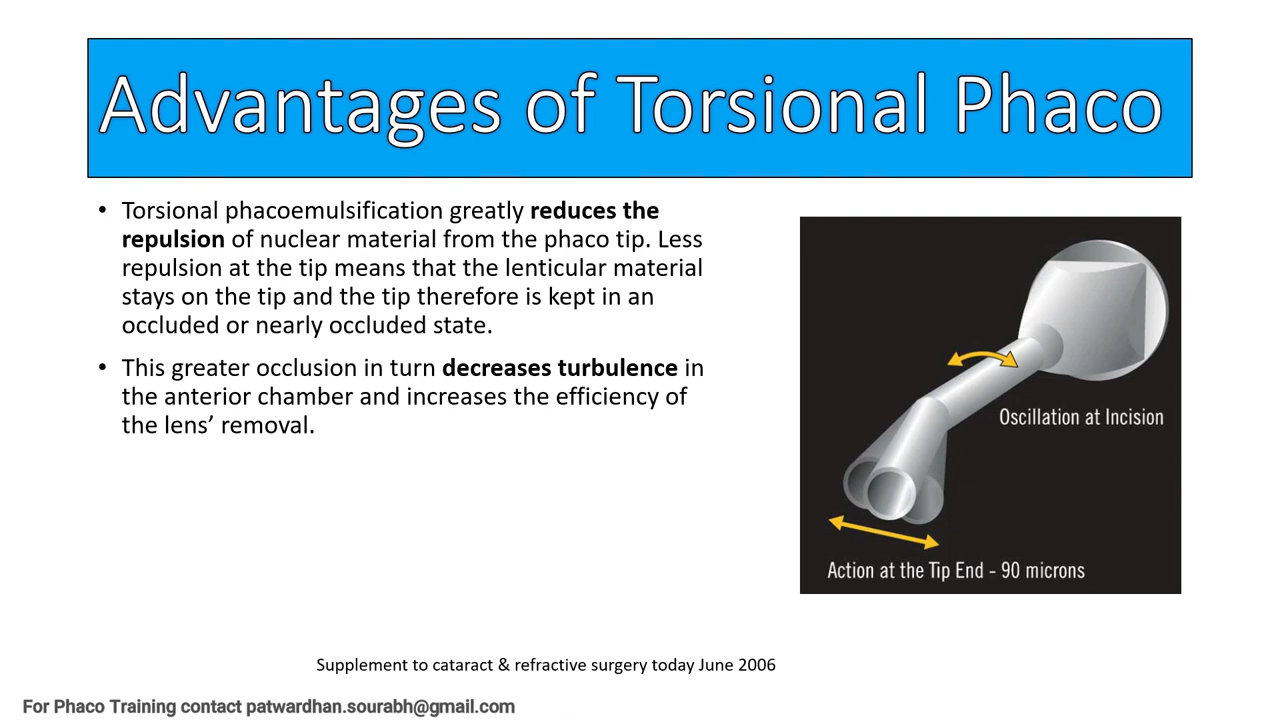 Advantages of Torsional Phaco
• Torsional phacoemulsification greatly reduces the
repulsion of nuclear material from the phaco tip. Less
repulsion at the tip means that the lenticular material
stays on the tip and the tip therefore is kept in an
occluded or nearly occluded state.
• This greater occlusion in turn decreases turbulence in
the anterior chamber and increases the efficiency of
the lens’ removal.
Oscillation at Incision
Action at the Tip End - 90 microns
Supplement to cataract & refractive surgery today June 2006
For Phaco Training contact patwardhan.sourabh@gmail.com